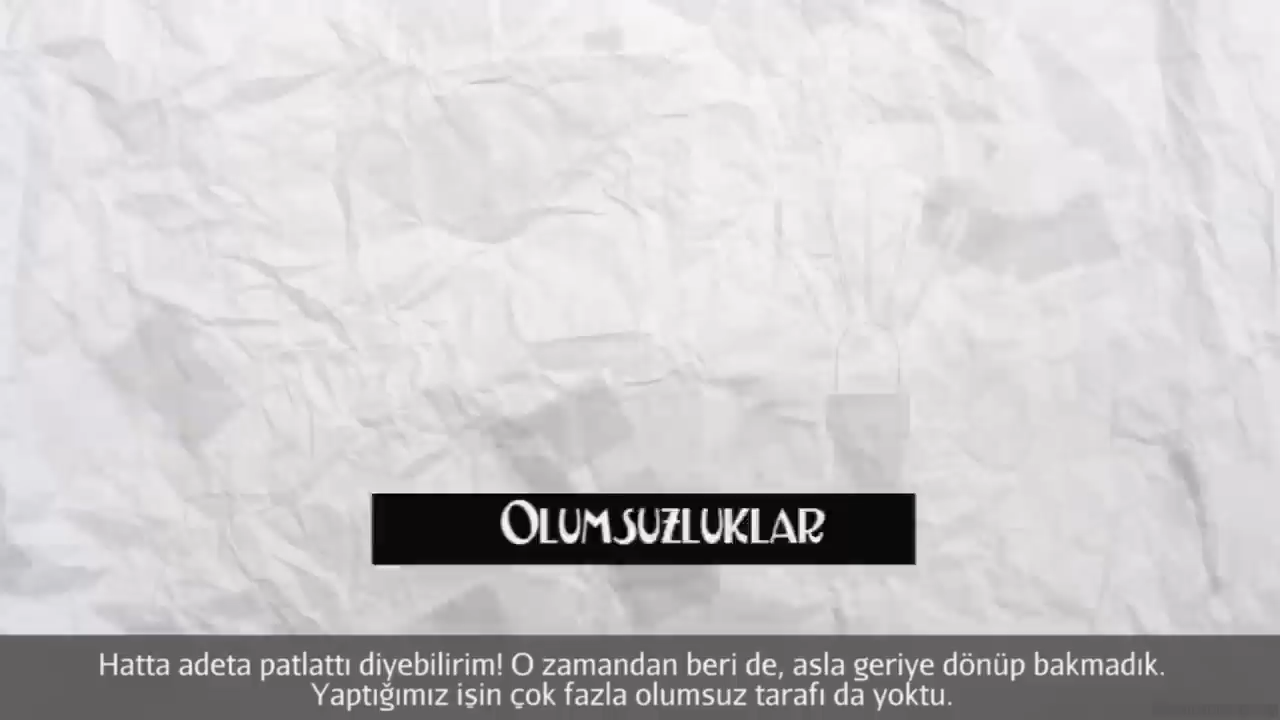 OLUMSUZLUKLAR
Hatta adeta patlattı diyebilirim! O zamandan beri de, asla geriye dönüp bakmadık.
Yaptığımız işin çok fazla olumsuz tarafı da yoktu.